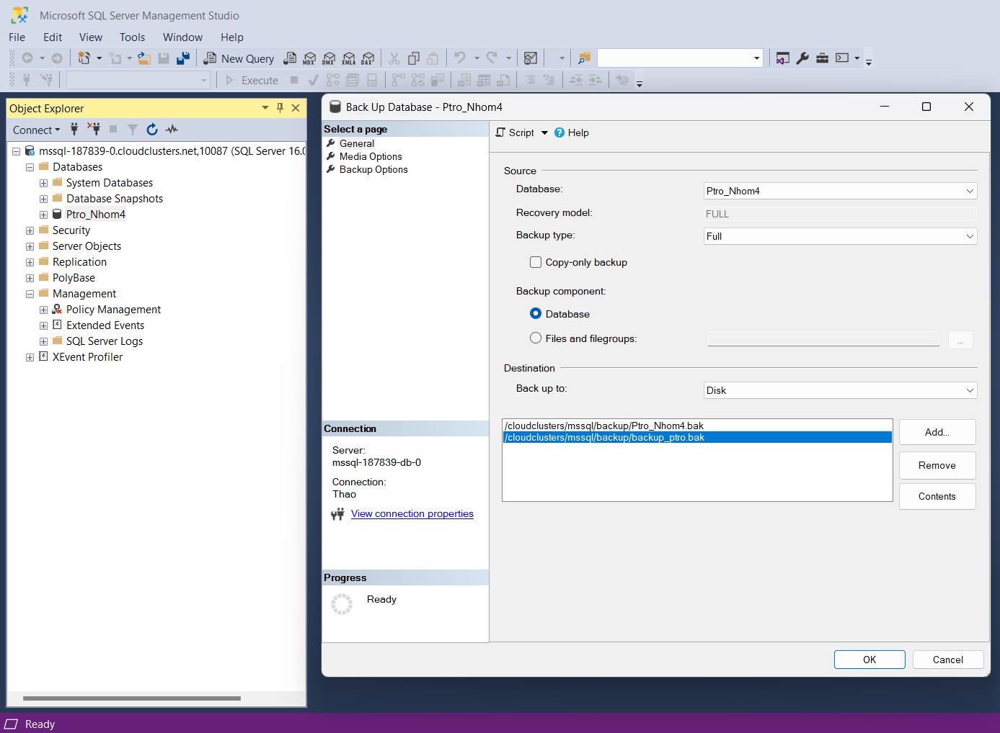 Microsoft SQL Server Management Studio
File Edit View Tools Window Help
New Query
MDX DMX XMLA DAX
Execute
Object Explorer
Connect
mssql-187839-0.cloudclusters.net,10087 (SQL Server 16.0
Databases
System Databases
Database Snapshots
Ptro_Nhom4
Security
Server Objects
Replication
PolyBase
Management
Policy Management
Extended Events
SQL Server Logs
XEvent Profiler
Back Up Database - Ptro_Nhom4
Select a page
General
Media Options
Backup Options
Connection
Server:
mssql-187839-db-0
Connection:
Thao
View connection properties
Progress
Ready
Script Help
Source
Database: Ptro_Nhom4
Recovery model: FULL
Backup type: Full
Copy-only backup
Backup component:
Database
Files and filegroups: ...
Destination
Back up to: Disk
/cloudclusters/mssql/backup/Ptro_Nhom4.bak
/cloudclusters/mssql/backup/backup_ptro.bak
Add...
Remove
Contents
OK Cancel
Ready